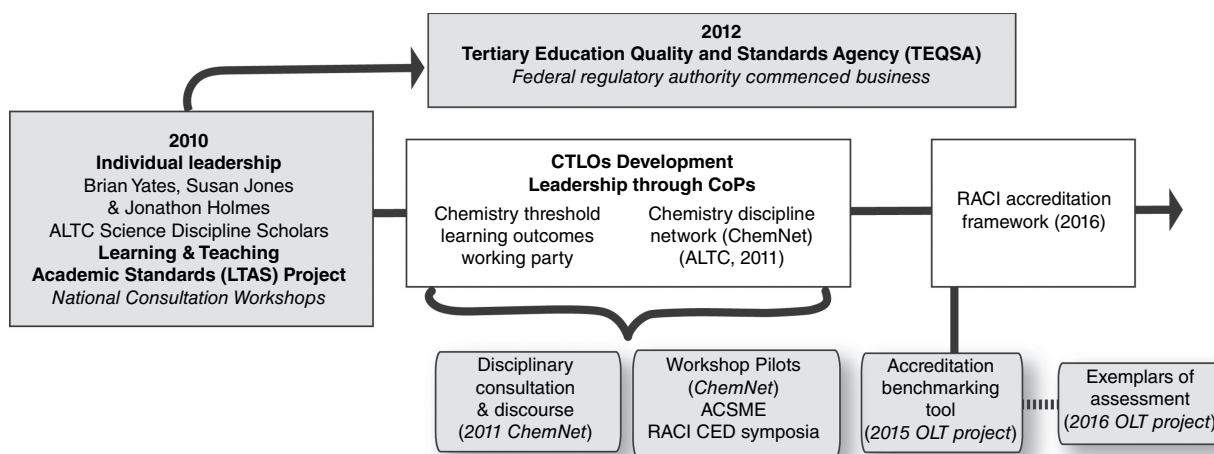 2012
Tertiary Education Quality and Standards Agency (TEQSA)
Federal regulatory authority commenced business
2010
Individual leadership
Brian Yates, Susan Jones
& Jonathon Holmes
ALTC Science Discipline Scholars
Learning & Teaching
Academic Standards (LTAS) Project
National Consultation Workshops
CTLOs Development
Leadership through CoPs
Chemistry threshold
learning outcomes
working party
Chemistry discipline
network (ChemNet)
(ALTC, 2011)
RACI accreditation
framework (2016)
Disciplinary
consultation
& discourse
(2011 ChemNet)
Workshop Pilots
(ChemNet)
ACSME
RACI CED symposia
Accreditation
benchmarking
tool
(2015 OLT project)
Exemplars of
assessment
(2016 OLT project)